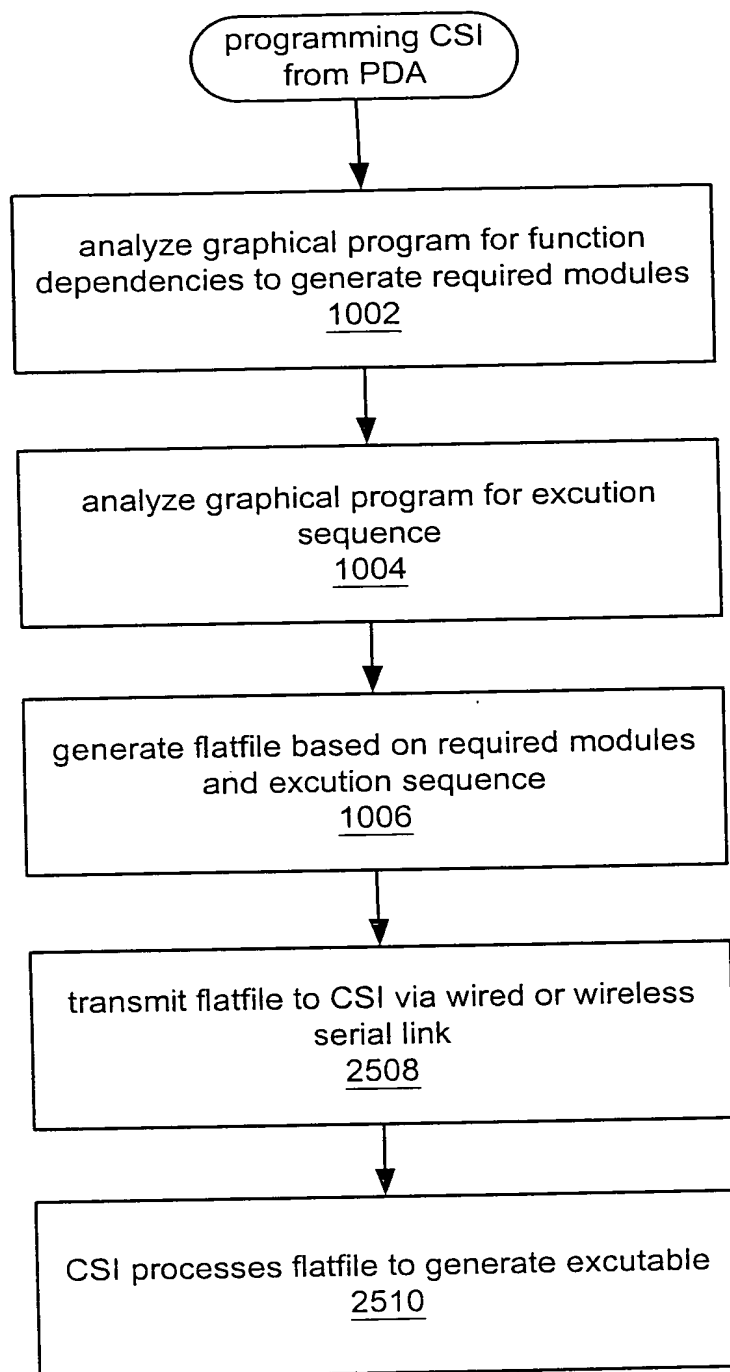 programming CSI
from PDA
analyze graphical program for function
dependencies to generate required modules
1002
analyze graphical program for excution
sequence
1004
generate flatfile based on required modules
and excution sequence
1006
transmit flatfile to CSI via wired or wireless
serial link
2508
CSI processes flatfile to generate excutable
2510